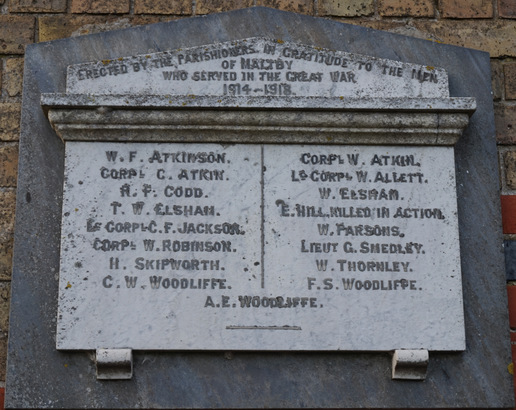 ERECTED BY THE PARISHIONERS, IN GRATITUDE TO THE MEN
OF MALTBY
WHO SERVED IN THE GREAT WAR.
1914–1918.
W. F. ATKINSON.
CORPL C. ATKIN.
H. P. CODD.
T. W. ELSHAM.
LE CORPL C. F. JACKSON.
CORPL W. ROBINSON.
H. SKIPWORTH.
C. W. WOODLIFFE.
CORPL W. ATKIN.
LE CORPL W. ALLETT.
W. ELSHAM.
E. HILL, KILLED IN ACTION.
W. PARSONS.
LIEUT G. SMEDLEY.
W. THORNLEY.
F. S. WOODLIFFE.
A. E. WOODLIFFE.